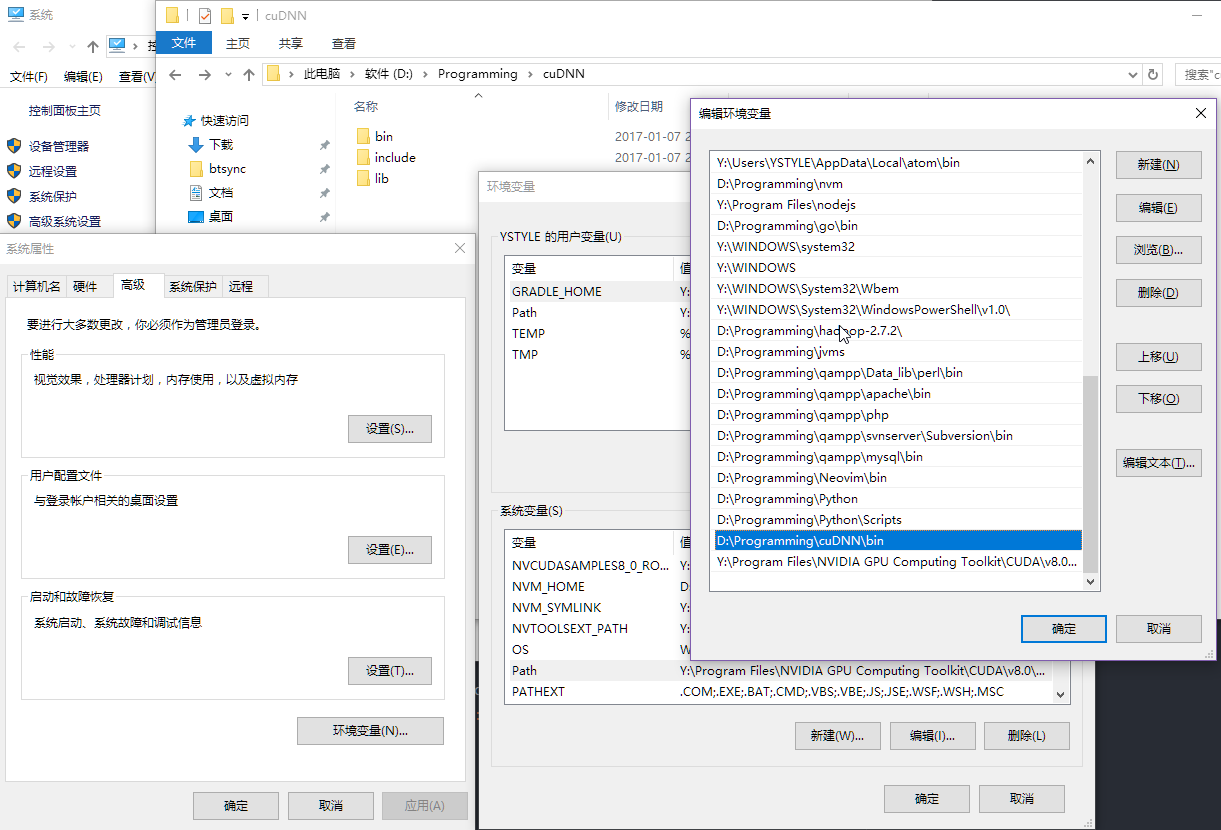 系统
文件(F) 编辑(E) 查看(V
控制面板主页
设备管理器
远程设置
系统保护
高级系统设置
cuDNN
文件 主页 共享 查看
此电脑 软件 (D:) Programming cuDNN
搜索"c
名称 修改日期
快速访问
下载
btsync
文档
桌面
bin 2017-01-07 2
include 2017-01-07
lib
系统属性
计算机名 硬件 高级 系统保护 远程
要进行大多数更改，你必须作为管理员登录。
性能
视觉效果，处理器计划，内存使用，以及虚拟内存
设置(S)...
用户配置文件
与登录帐户相关的桌面设置
设置(E)...
启动和故障恢复
系统启动、系统故障和调试信息
设置(T)...
环境变量(N)...
确定 取消 应用(A)
环境变量
YSTYLE 的用户变量(U)
变量 值
GRADLE_HOME Y:
Path Y:
TEMP %
TMP %
系统变量(S)
变量 值
NVCUDASAMPLES8_0_RO... Y:
NVM_HOME D
NVM_SYMLINK Y:
NVTOOLSEXT_PATH Y:
OS W
Path Y:\Program Files\NVIDIA GPU Computing Toolkit\CUDA\v8.0\...
PATHEXT .COM;.EXE;.BAT;.CMD;.VBS;.VBE;.JS;.JSE;.WSF;.WSH;.MSC
新建(W)... 编辑(I)... 删除(L)
确定 取消
编辑环境变量
Y:\Users\YSTYLE\AppData\Local\atom\bin
D:\Programming\nvm
Y:\Program Files\nodejs
D:\Programming\go\bin
Y:\WINDOWS\system32
Y:\WINDOWS
Y:\WINDOWS\System32\Wbem
Y:\WINDOWS\System32\WindowsPowerShell\v1.0\
D:\Programming\hadoop-2.7.2\
D:\Programming\jvms
D:\Programming\qampp\Data_lib\perl\bin
D:\Programming\qampp\apache\bin
D:\Programming\qampp\php
D:\Programming\qampp\svnserver\Subversion\bin
D:\Programming\qampp\mysql\bin
D:\Programming\Neovim\bin
D:\Programming\Python
D:\Programming\Python\Scripts
D:\Programming\cuDNN\bin
Y:\Program Files\NVIDIA GPU Computing Toolkit\CUDA\v8.0...
新建(N)
编辑(E)
浏览(B)...
删除(D)
上移(U)
下移(O)
编辑文本(T)...
确定 取消